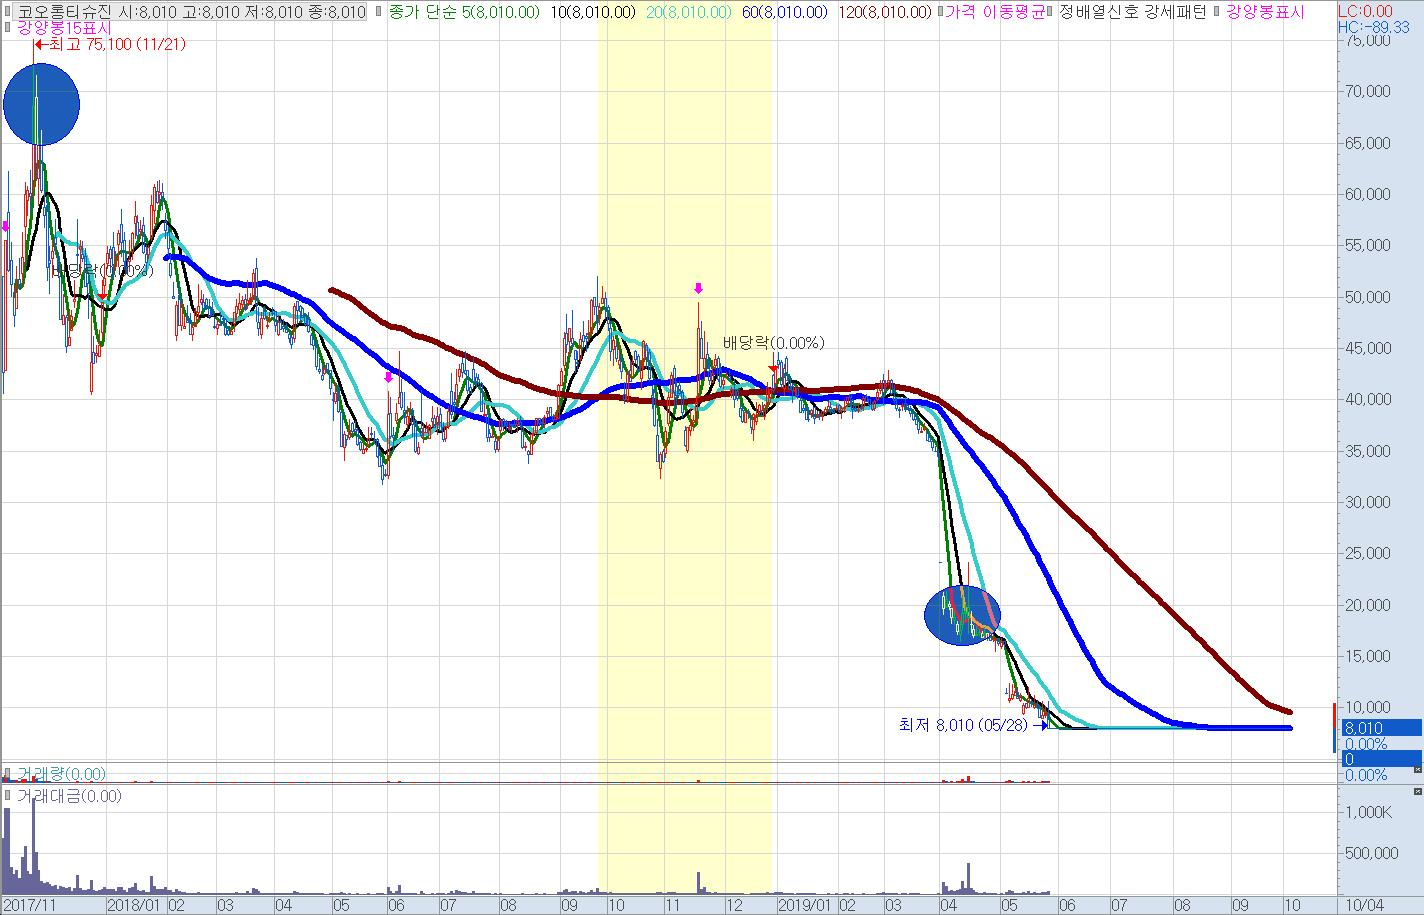 코오롱티슈진 시:8,010 고:8,010 저:8,010 종:8,010 종가 단순 5(8,010.00) 10(8,010.00) 20(8,010.00) 60(8,010.00) 120(8,010.00) 가격 이동평균 정배열신호 강세패턴 강양봉표시 LC:0.00
강양봉15표시 HC:-89.33
최고 75,100 (11/21) 75,000
70,000
65,000
60,000
55,000
배당락(0.00%)
50,000
배당락(0.00%) 45,000
40,000
35,000
30,000
25,000
20,000
15,000
10,000
최저 8,010 (05/28) 8,010
0.00%
0
거래량(0.00) 0.00%
거래대금(0.00)
1,000K
500,000
2017/11 2018/01 02 03 04 05 06 07 08 09 10 11 12 2019/01 02 03 04 05 06 07 08 09 10 10/04